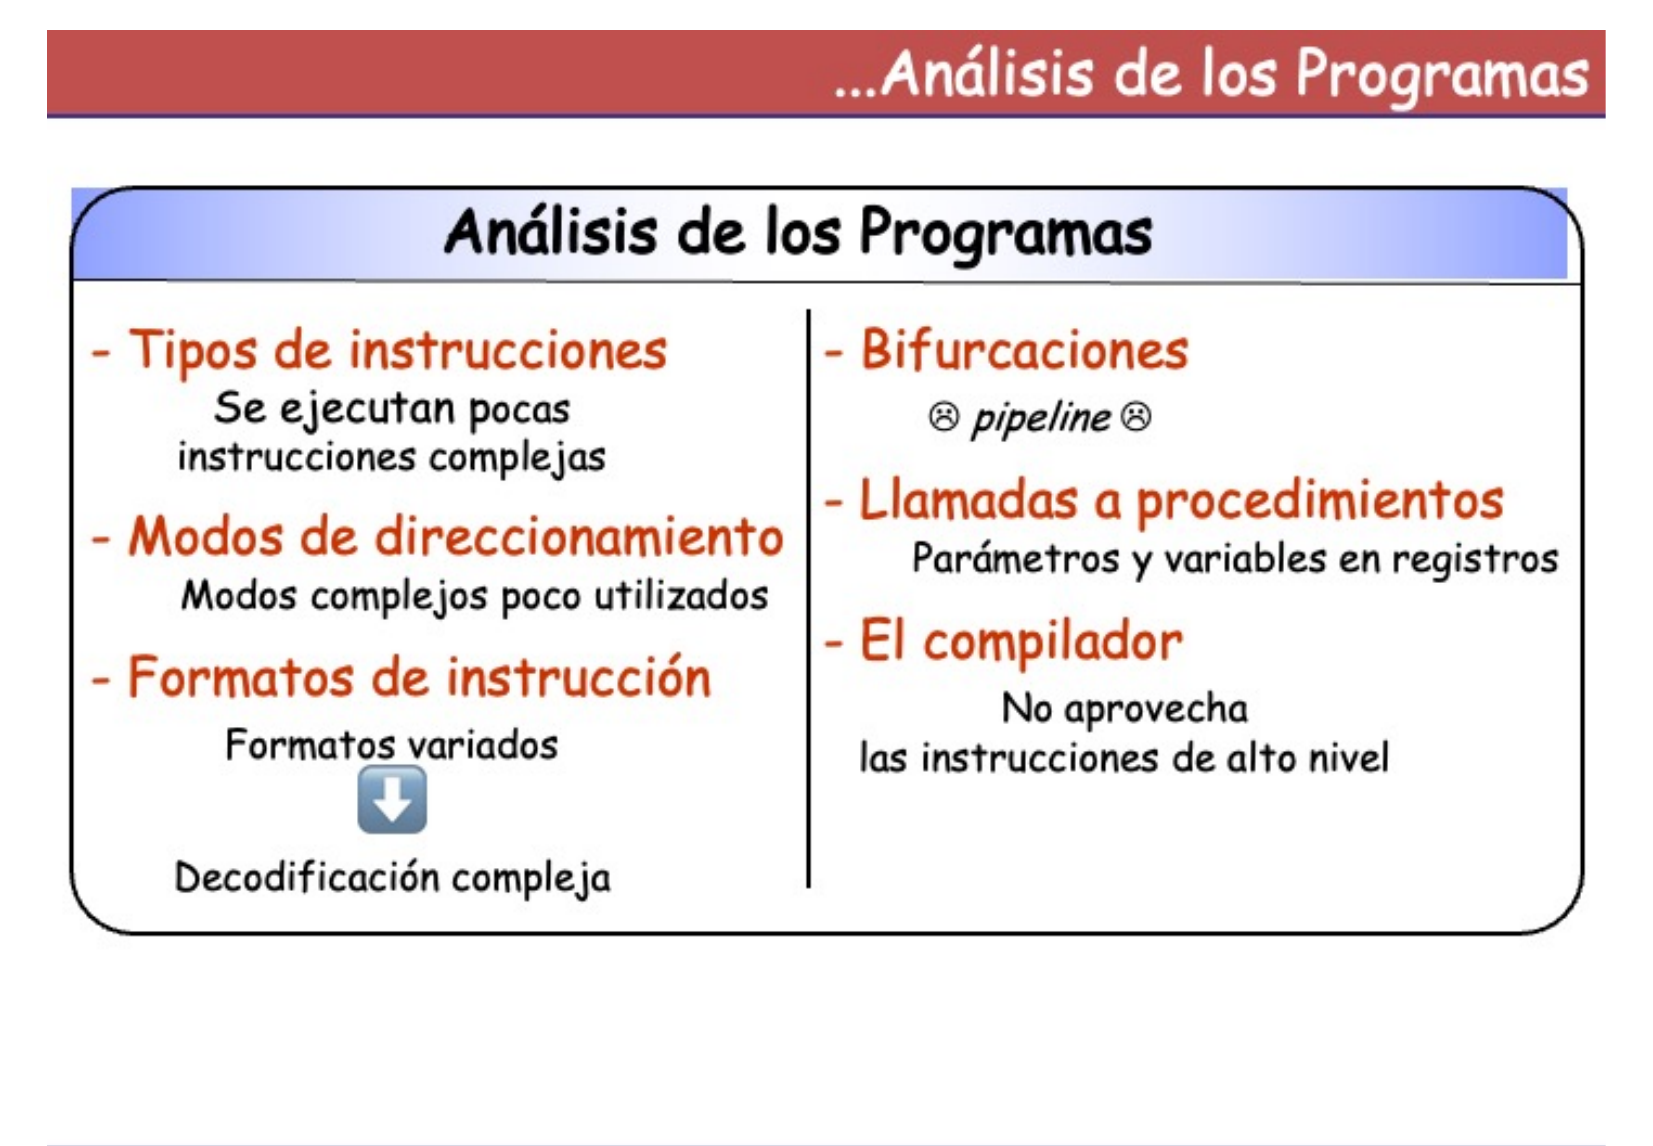 ...Análisis de los Programas
Análisis de los Programas
- Tipos de instrucciones
Se ejecutan pocas
instrucciones complejas
- Modos de direccionamiento
Modos complejos poco utilizados
- Formatos de instrucción
Formatos variados
Decodificación compleja
- Bifurcaciones
☹ pipeline ☹
- Llamadas a procedimientos
Parámetros y variables en registros
- El compilador
No aprovecha
las instrucciones de alto nivel